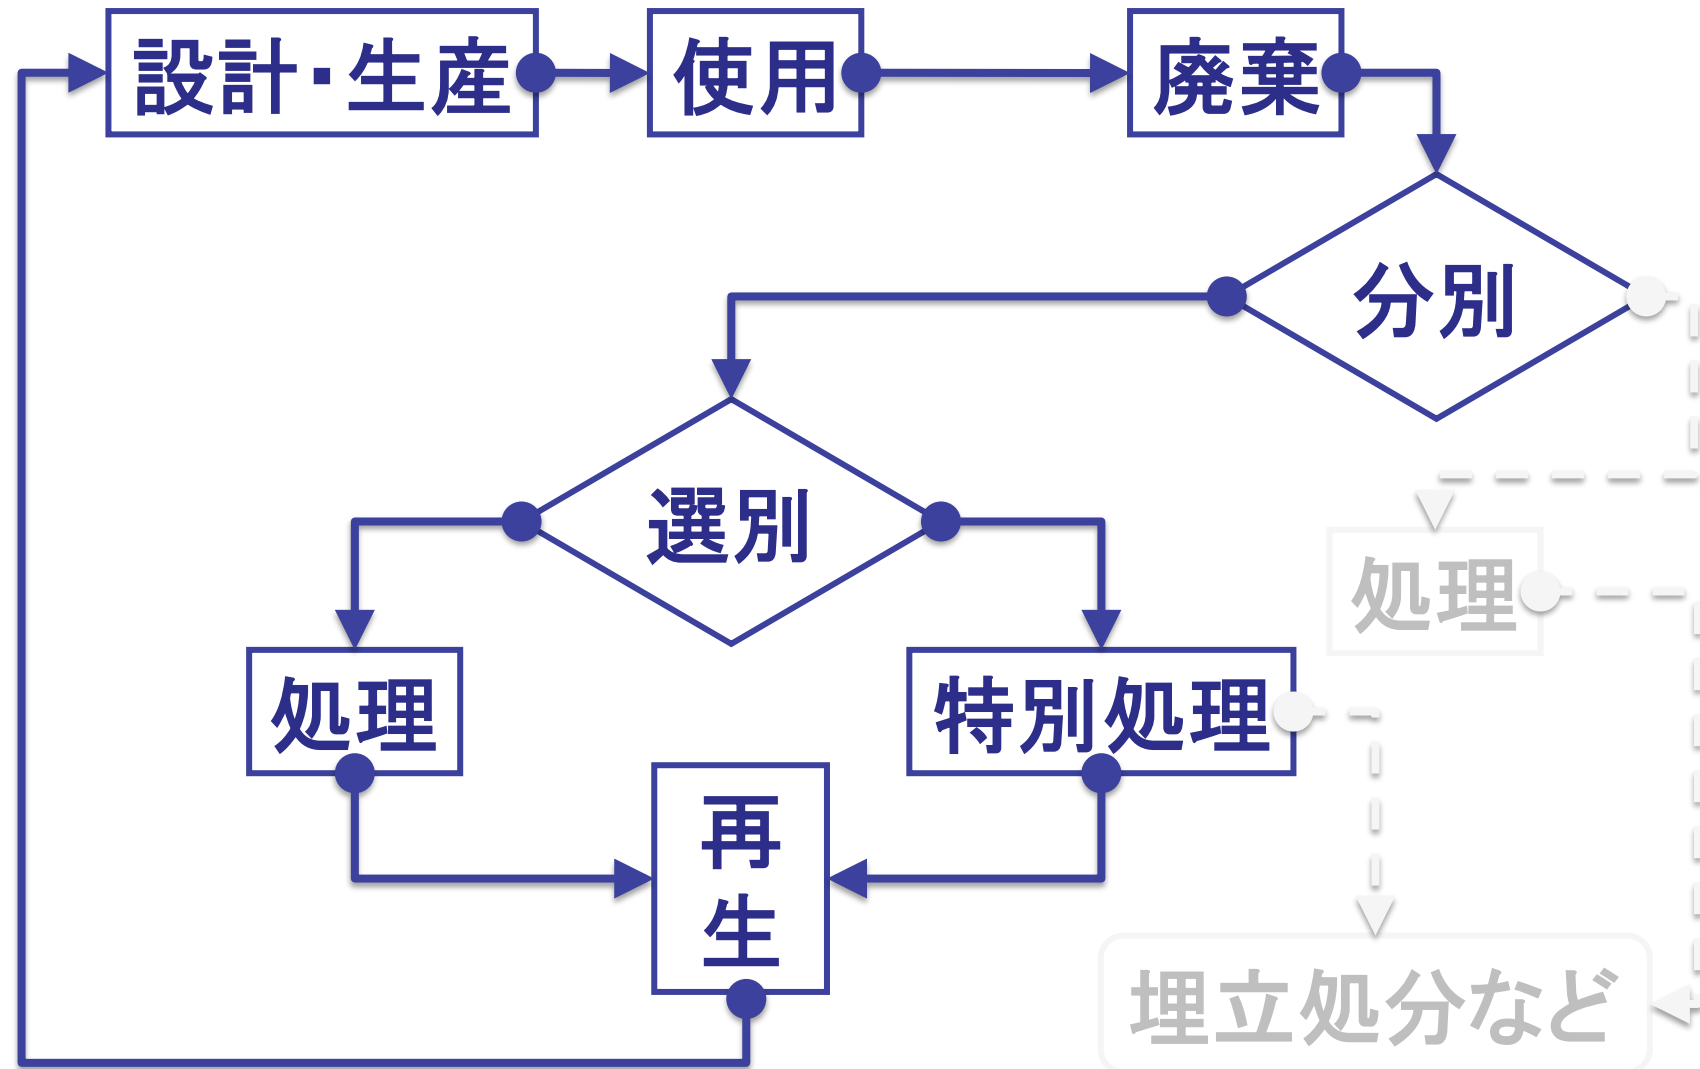 設計・生産
使用
廃棄
分別
選別
処理
処理
特別処理
再
生
埋立処分など